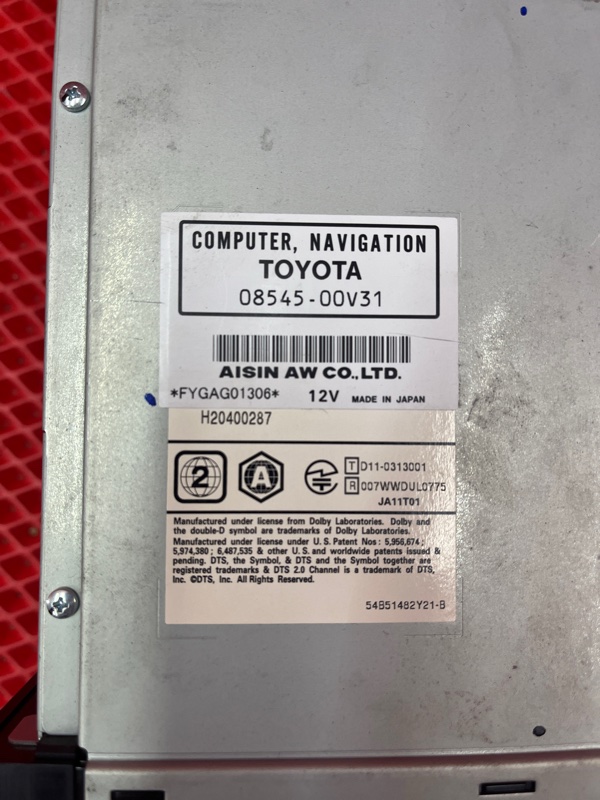 COMPUTER, NAVIGATION
TOYOTA
08545-00V31
AISIN AW CO.,LTD.
*FYGAG01306* 12V MADE IN JAPAN
H20400287
2 A T D11-0313001
R 007WWDUL0775
JA11T01
Manufactured under license from Dolby Laboratories. Dolby and
the double-D symbol are trademarks of Dolby Laboratories.
Manufactured under license under U.S. Patent Nos: 5,956,674;
5,974,380; 6,487,535 & other U.S. and worldwide patents issued &
pending. DTS, the Symbol, & DTS and the Symbol together are
registered trademarks & DTS 2.0 Channel is a trademark of DTS,
Inc. ©DTS, Inc. All Rights Reserved.
54B51482Y21-B